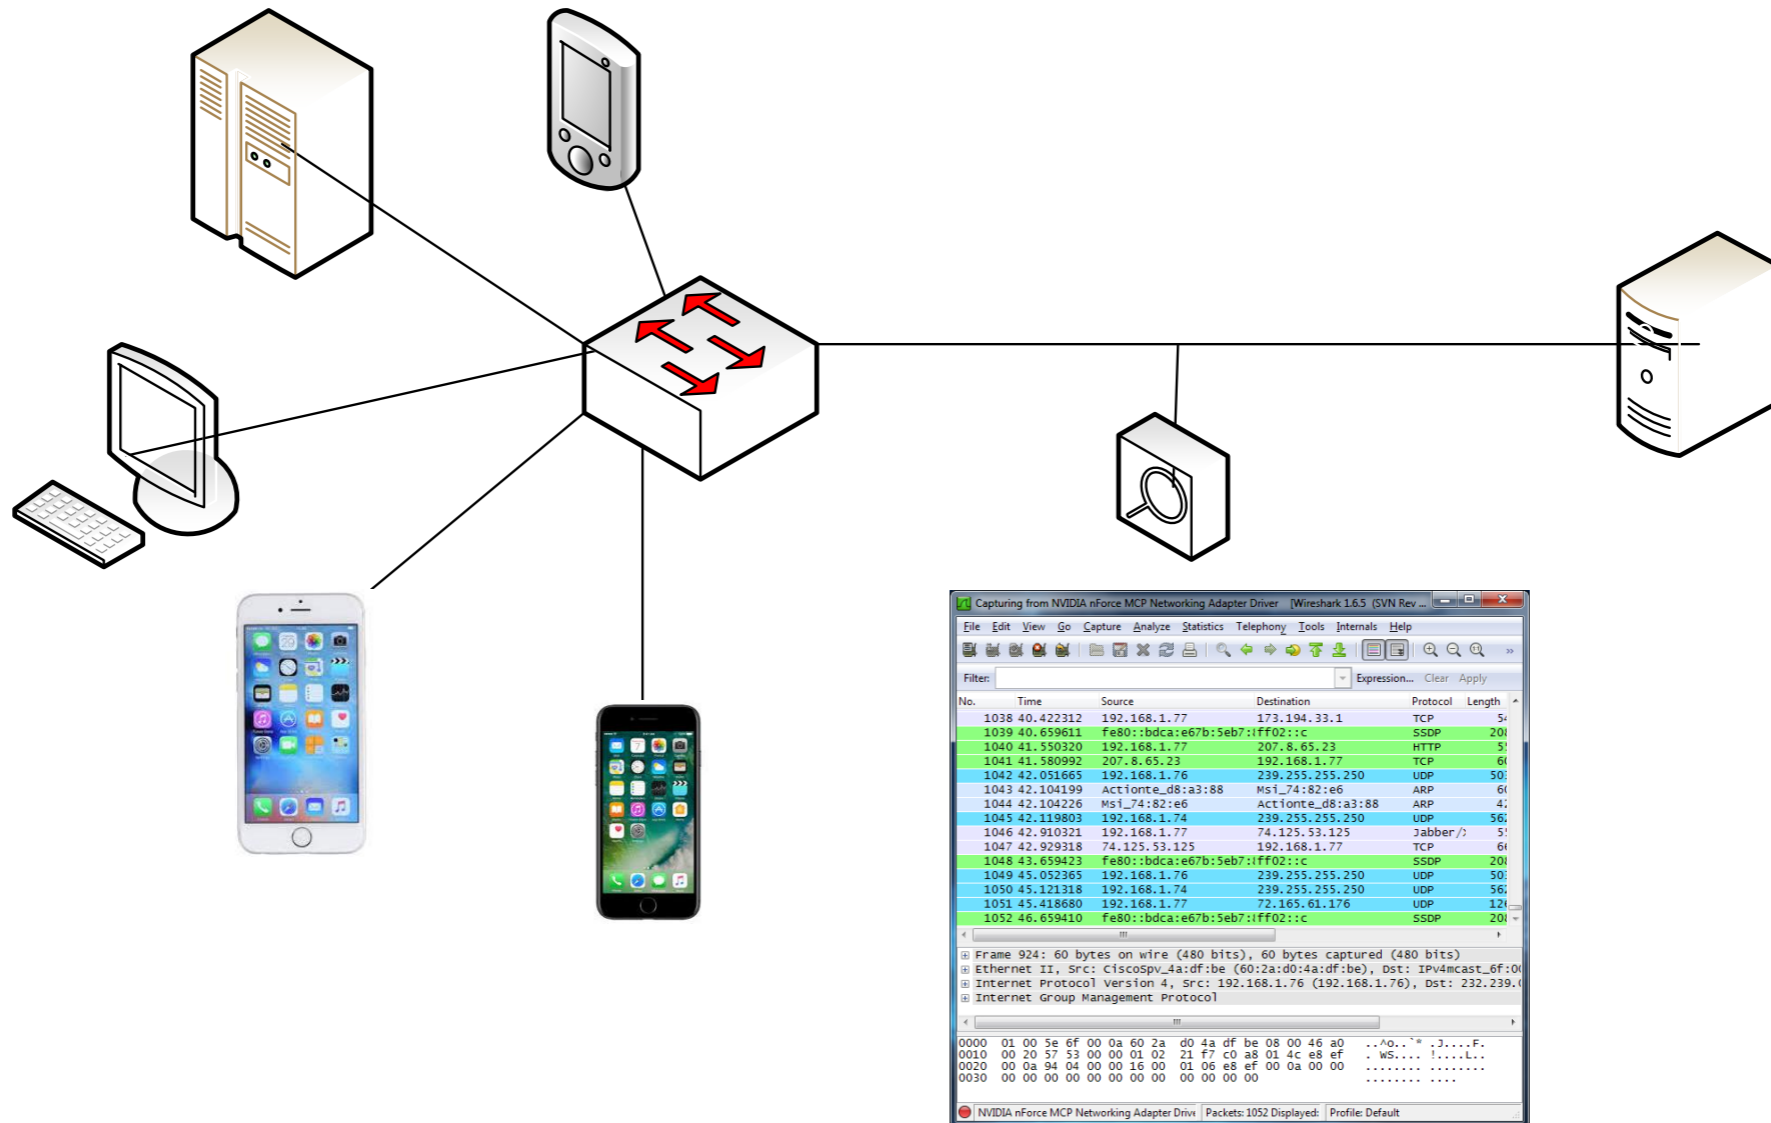 Capturing from NVIDIA nForce MCP Networking Adapter Driver [Wireshark 1.6.5 (SVN Rev ...
File Edit View Go Capture Analyze Statistics Telephony Tools Internals Help
Filter: Expression... Clear Apply
No. Time Source Destination Protocol Length
1038 40.422312 192.168.1.77 173.194.33.1 TCP 54
1039 40.659611 fe80::bdca:e67b:5eb7: ff02::c SSDP 208
1040 41.550320 192.168.1.77 207.8.65.23 HTTP 55
1041 41.580992 207.8.65.23 192.168.1.77 TCP 60
1042 42.051665 192.168.1.76 239.255.255.250 UDP 503
1043 42.104199 Actionte_d8:a3:88 Msi_74:82:e6 ARP 60
1044 42.104226 Msi_74:82:e6 Actionte_d8:a3:88 ARP 42
1045 42.119803 192.168.1.74 239.255.255.250 UDP 562
1046 42.910321 192.168.1.77 74.125.53.125 Jabber/ 55
1047 42.929318 74.125.53.125 192.168.1.77 TCP 66
1048 43.659423 fe80::bdca:e67b:5eb7: ff02::c SSDP 208
1049 45.052365 192.168.1.76 239.255.255.250 UDP 503
1050 45.121318 192.168.1.74 239.255.255.250 UDP 562
1051 45.418680 192.168.1.77 72.165.61.176 UDP 126
1052 46.659410 fe80::bdca:e67b:5eb7: ff02::c SSDP 208
Frame 924: 60 bytes on wire (480 bits), 60 bytes captured (480 bits)
Ethernet II, Src: CiscoSpv_4a:df:be (60:2a:d0:4a:df:be), Dst: IPv4mcast_6f:00
Internet Protocol Version 4, Src: 192.168.1.76 (192.168.1.76), Dst: 232.239.0
Internet Group Management Protocol
0000 01 00 5e 6f 00 0a 60 2a d0 4a df be 08 00 46 a0 ..^o..`* .J....F.
0010 00 20 57 53 00 00 01 02 21 f7 c0 a8 01 4c e8 ef . WS.... !....L..
0020 00 0a 94 04 00 00 16 00 01 06 e8 ef 00 0a 00 00 ........ ........
0030 00 00 00 00 00 00 00 00 00 00 00 00 ........ ....
NVIDIA nForce MCP Networking Adapter Drive Packets: 1052 Displayed: Profile: Default